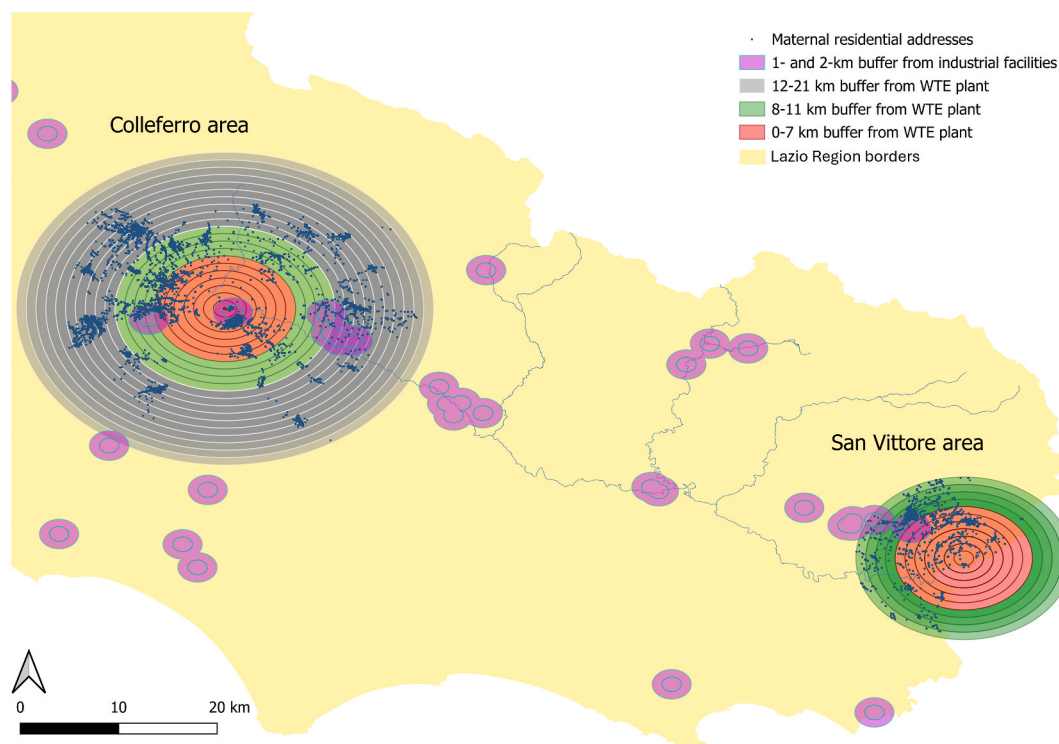 Maternal residential addresses
1- and 2-km buffer from industrial facilities
12-21 km buffer from WTE plant
8-11 km buffer from WTE plant
0-7 km buffer from WTE plant
Lazio Region borders
Colleferro area
San Vittore area
0 10 20 km